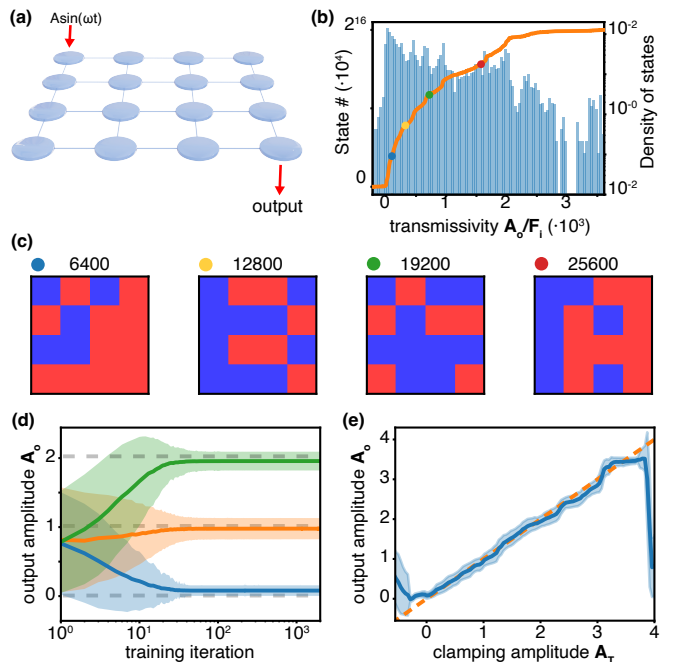 (a)
Asin(ωt)
output
(b)
2¹⁶
State # (·10⁴)
0
10⁻²
10⁻⁰
10⁻²
Density of states
0 1 2 3
transmissivity Aₒ/Fᵢ (·10³)
(c)
6400 12800 19200 25600
(d)
output amplitude Aₒ
2
1
0
10⁰ 10¹ 10² 10³
training iteration
(e)
output amplitude Aₒ
4
3
2
1
0
0 1 2 3 4
clamping amplitude A_T